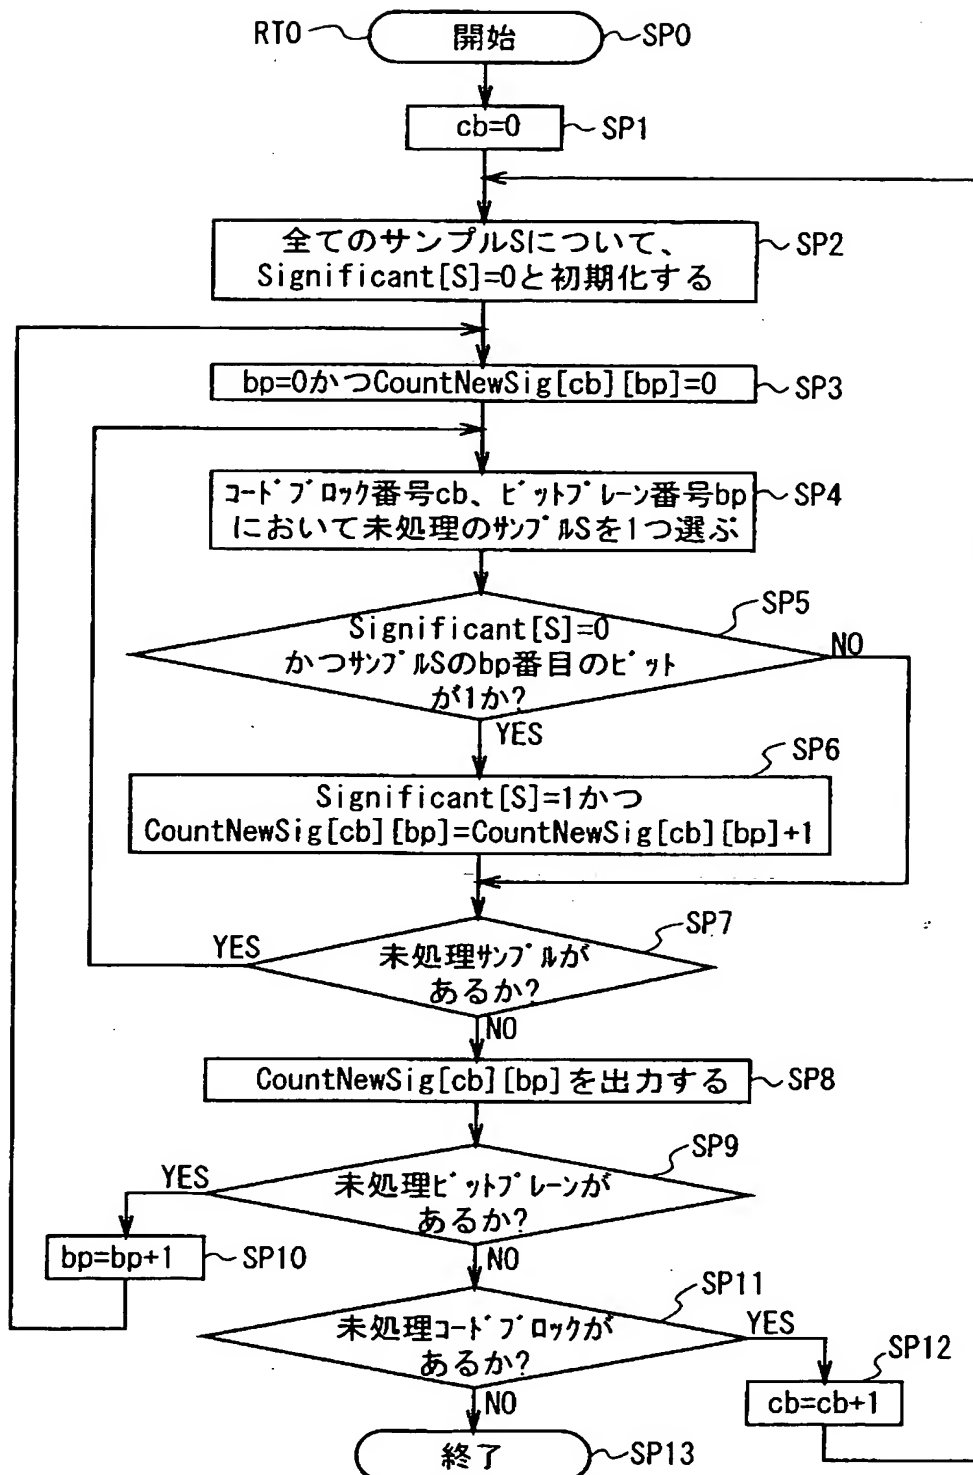 RT0 開始 SP0
cb=0 SP1
全てのサンプルSについて、
Significant[S]=0と初期化する SP2
bp=0かつCountNewSig[cb][bp]=0 SP3
コードブロック番号cb、ビットプレーン番号bp
において未処理のサンプルSを1つ選ぶ SP4
SP5
Significant[S]=0
かつサンプルSのbp番目のビット
が1か?
NO
YES
SP6
Significant[S]=1かつ
CountNewSig[cb][bp]=CountNewSig[cb][bp]+1
SP7
YES
未処理サンプルが
あるか?
NO
CountNewSig[cb][bp]を出力する SP8
SP9
YES
未処理ビットプレーンが
あるか?
bp=bp+1 SP10
NO
SP11
未処理コードブロックが
あるか?
YES
SP12
cb=cb+1
NO
終了 SP13